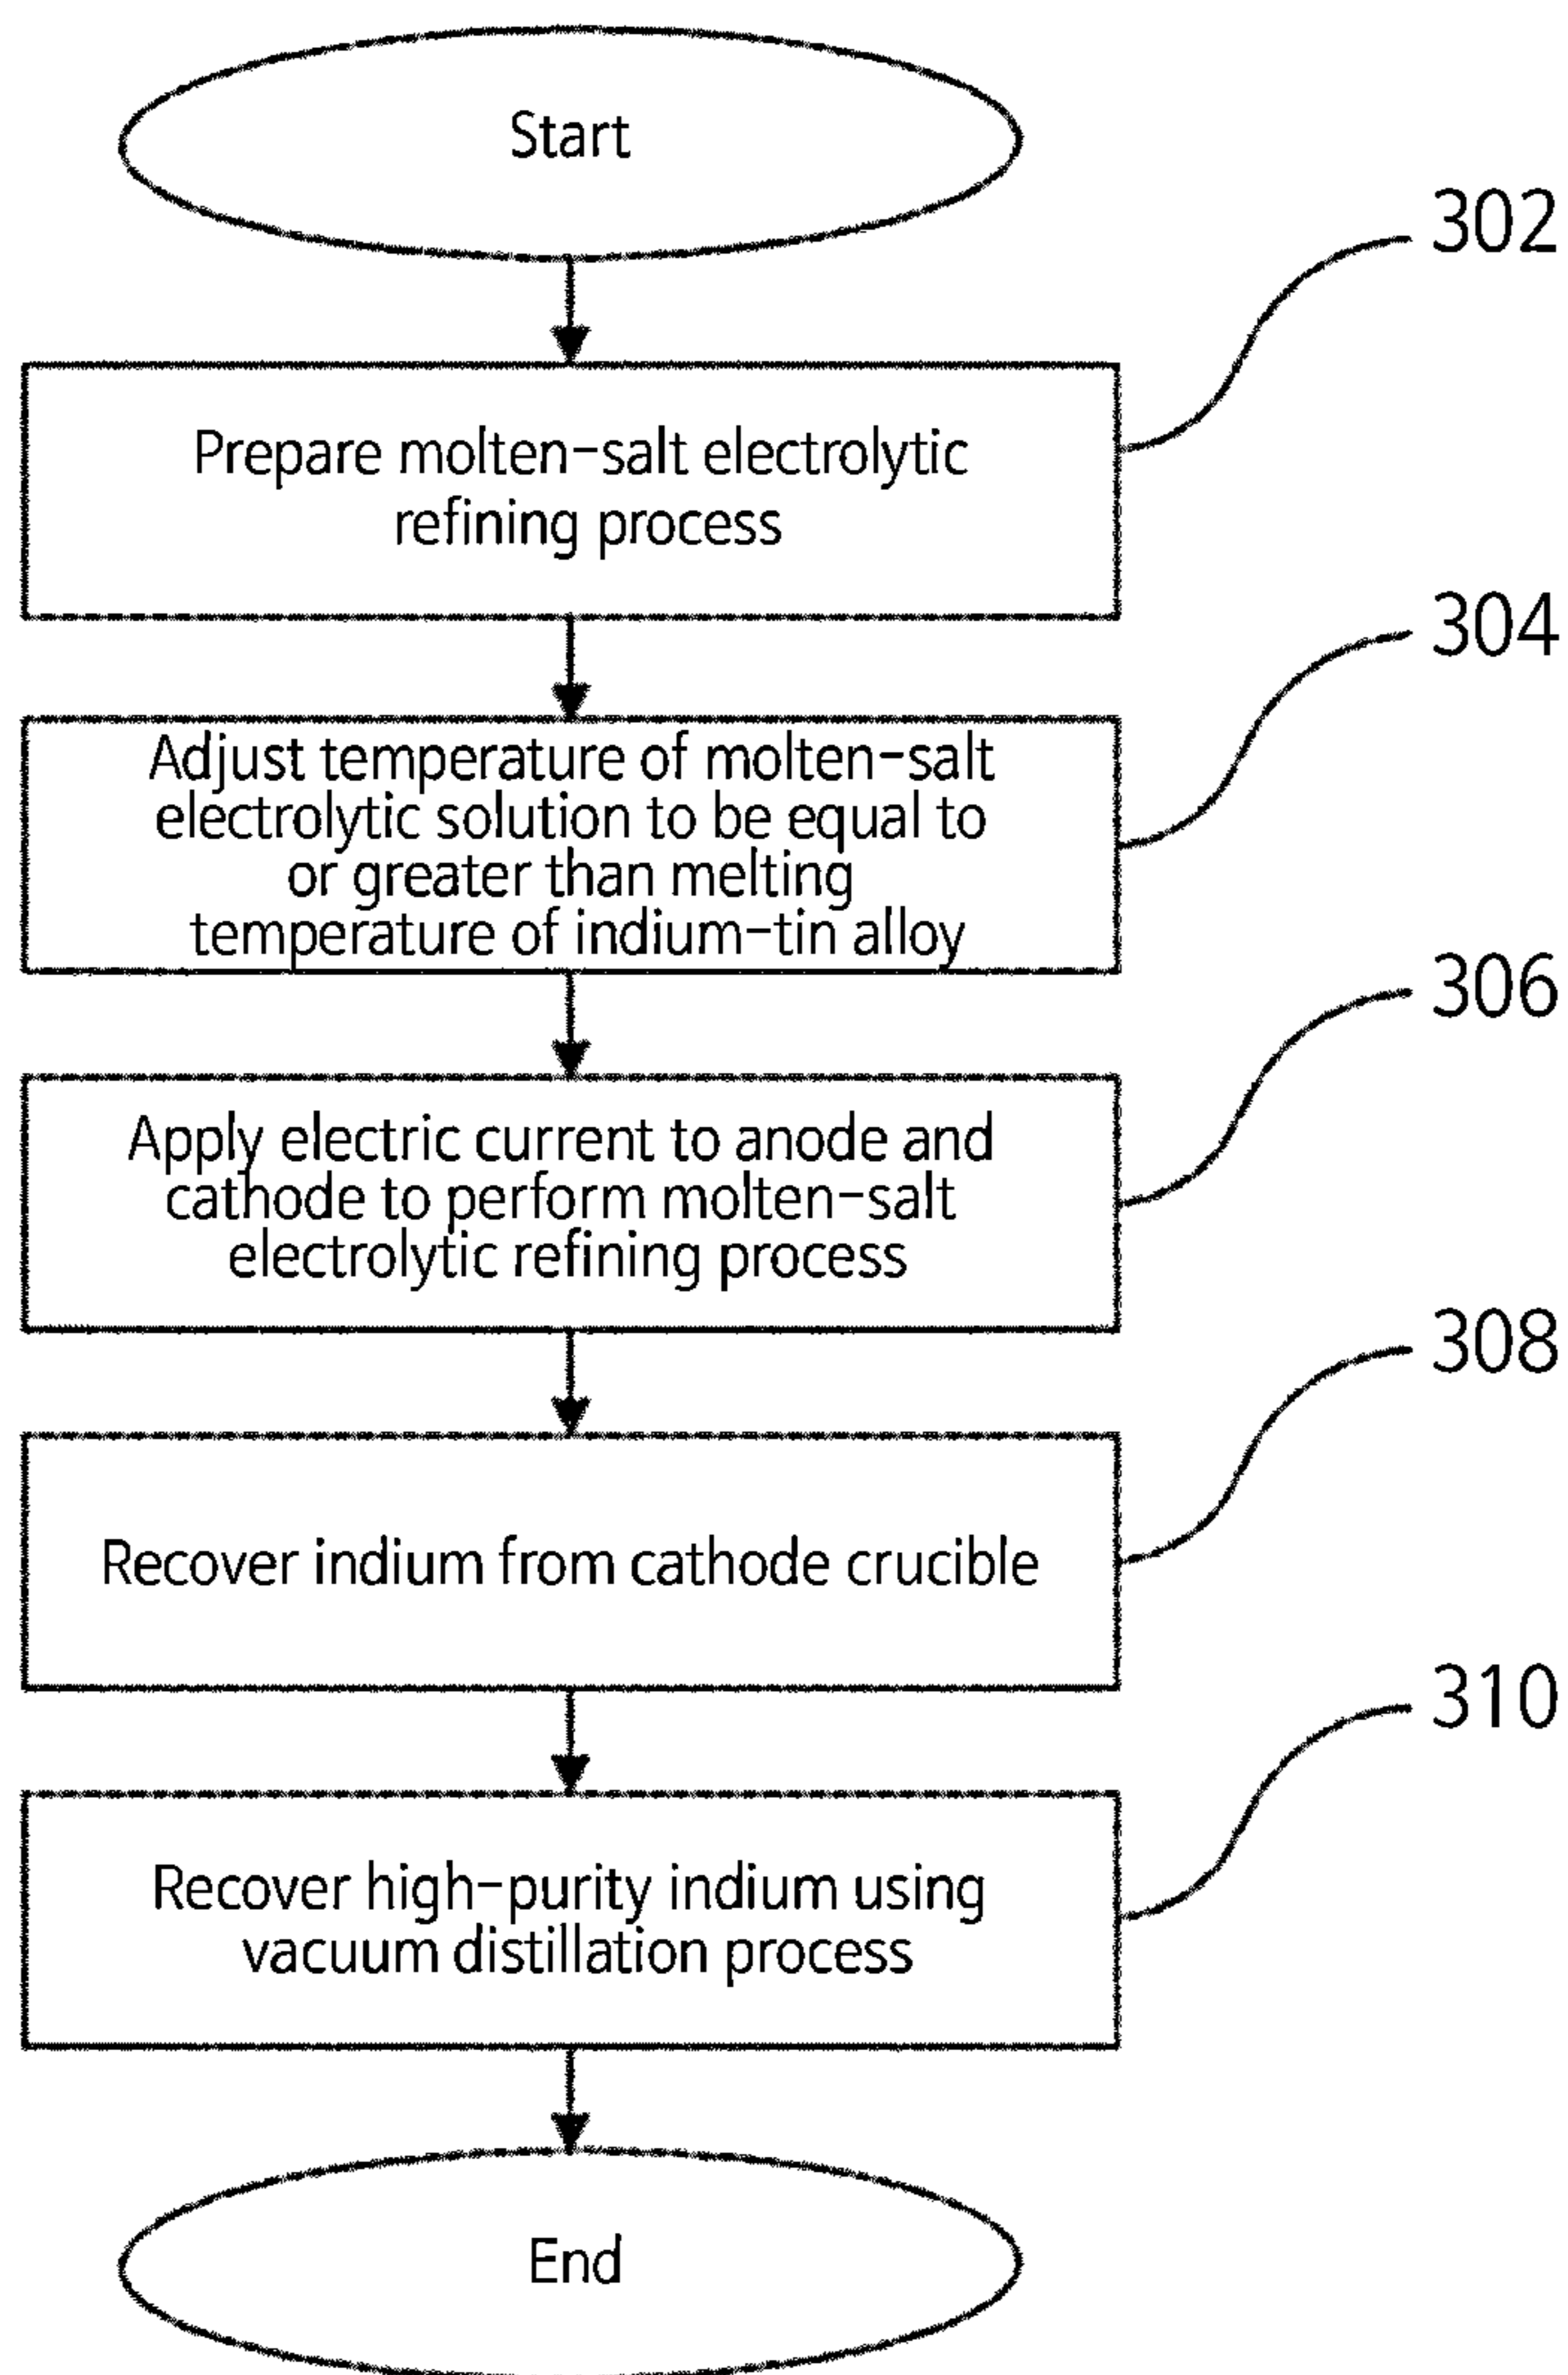 Start
302
Prepare molten-salt electrolytic
refining process
304
Adjust temperature of molten-salt
electrolytic solution to be equal to
or greater than melting
temperature of indium-tin alloy
306
Apply electric current to anode and
cathode to perform molten-salt
electrolytic refining process
308
Recover indium from cathode crucible
310
Recover high-purity indium using
vacuum distillation process
End